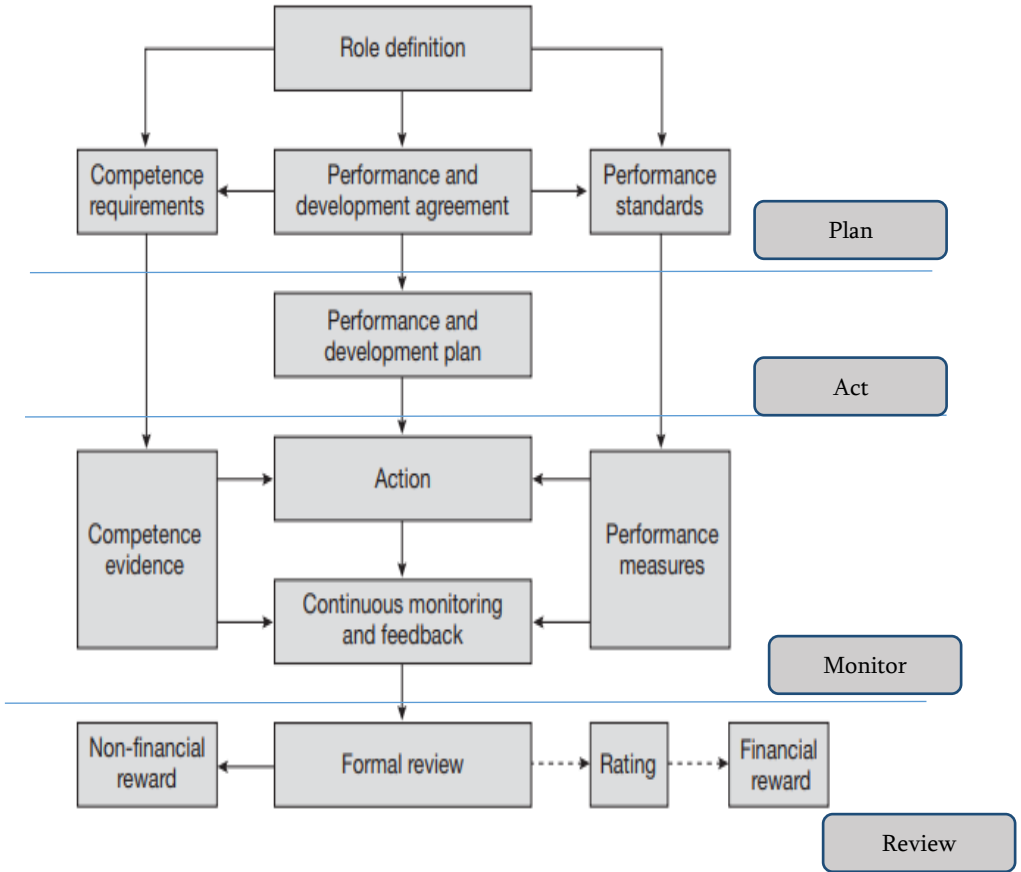 Role definition
Competence
requirements
Performance and
development agreement
Performance
standards
Plan
Performance and
development plan
Act
Action
Competence
evidence
Performance
measures
Continuous monitoring
and feedback
Monitor
Non-financial
reward
Formal review
Rating
Financial
reward
Review